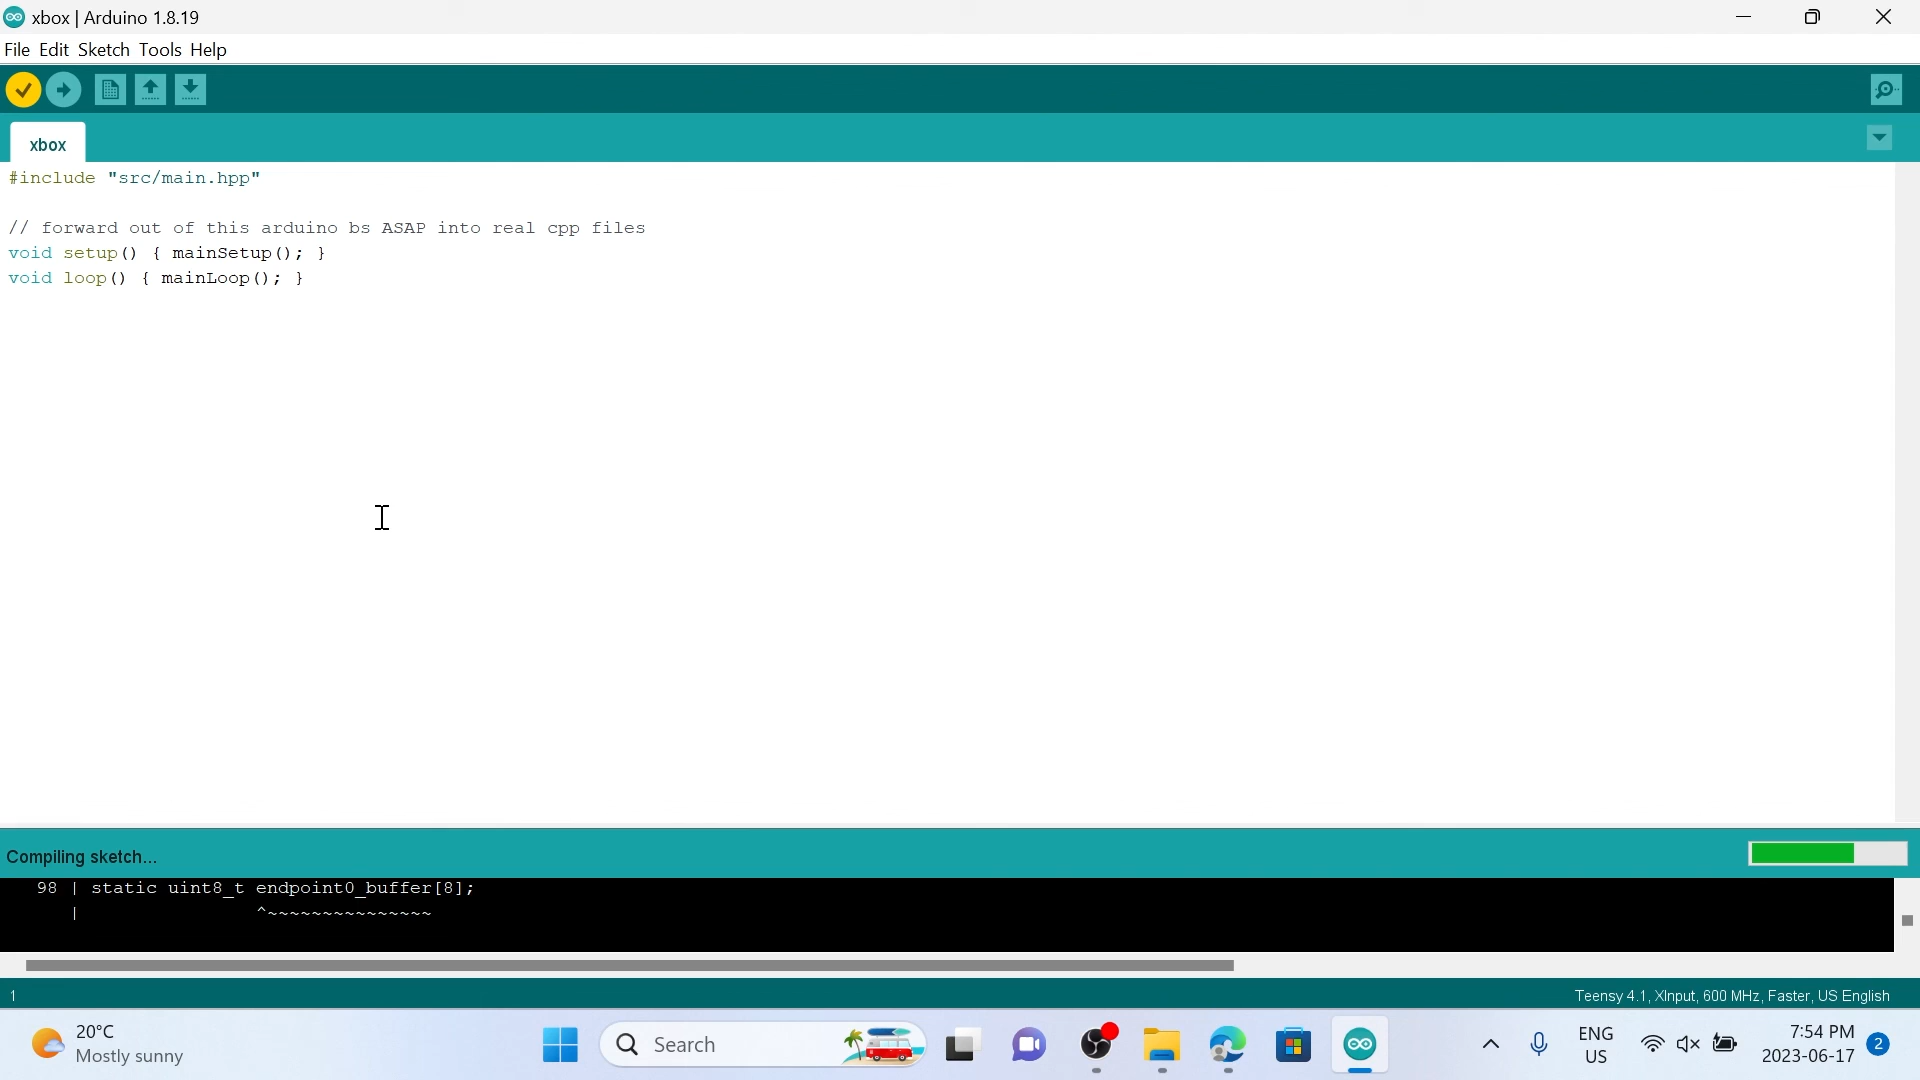 xbox | Arduino 1.8.19
File Edit Sketch Tools Help
xbox
#include "src/main.hpp"
// forward out of this arduino bs ASAP into real cpp files
void setup() { mainSetup(); }
void loop() { mainLoop(); }
Compiling sketch...
98 | static uint8_t endpoint0_buffer[8];
| ^~~~~~~~~~~~~~~~
1
Teensy 4.1, XInput, 600 MHz, Faster, US English
20°C
Mostly sunny
Search
ENG
US
7:54 PM
2023-06-17
2